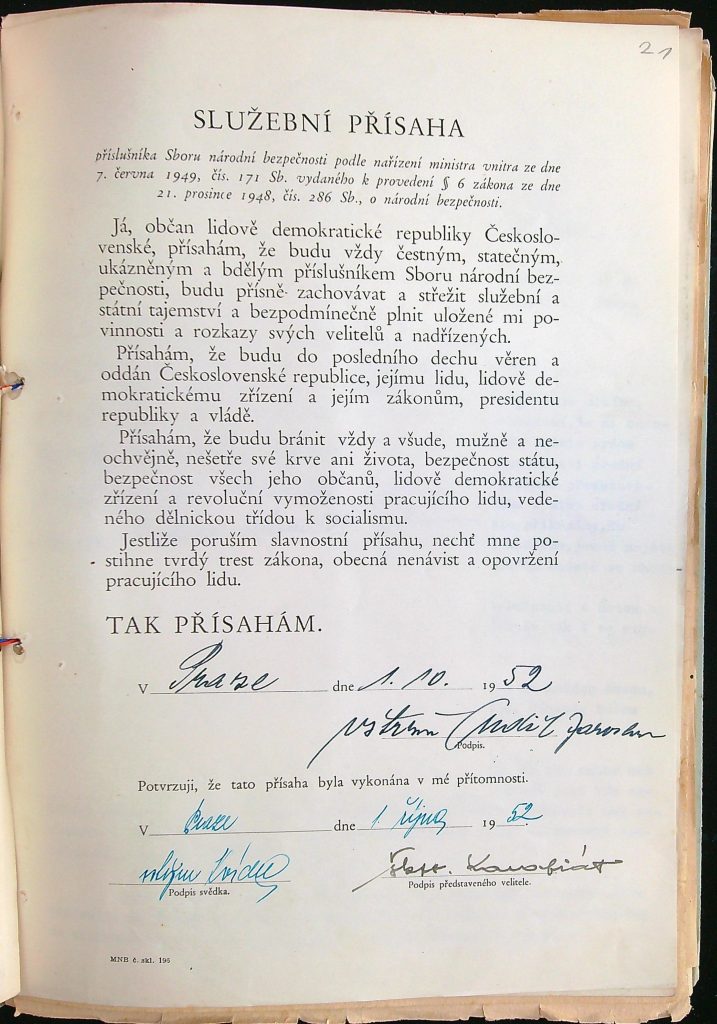 21
SLUŽEBNÍ PŘÍSAHA
příslušníka Sboru národní bezpečnosti podle nařízení ministra vnitra ze dne
7. června 1949, čís. 171 Sb. vydaného k provedení § 6 zákona ze dne
21. prosince 1948, čís. 286 Sb., o národní bezpečnosti.
Já, občan lidově demokratické republiky Českoslo-
venské, přísahám, že budu vždy čestným, statečným,
ukázněným a bdělým příslušníkem Sboru národní bez-
pečnosti, budu přísně zachovávat a střežit služební a
státní tajemství a bezpodmínečně plnit uložené mi po-
vinnosti a rozkazy svých velitelů a nadřízených.
Přísahám, že budu do posledního dechu věren a
oddán Československé republice, jejímu lidu, lidově de-
mokratickému zřízení a jejím zákonům, presidentu
republiky a vládě.
Přísahám, že budu bránit vždy a všude, mužně a ne-
ochvějně, nešetře své krve ani života, bezpečnost státu,
bezpečnost všech jeho občanů, lidově demokratické
zřízení a revoluční vymoženosti pracujícího lidu, vede-
ného dělnickou třídou k socialismu.
Jestliže poruším slavnostní přísahu, nechť mne po-
stihne tvrdý trest zákona, obecná nenávist a opovržení
pracujícího lidu.
TAK PŘÍSAHÁM.
V Praze dne 1. 10. 1952
Jaroslav
Podpis.
Potvrzuji, že tato přísaha byla vykonána v mé přítomnosti.
V Praze dne 1. října 1952
Podpis svědka. Podpis představeného velitele.
MNB č. skl. 196